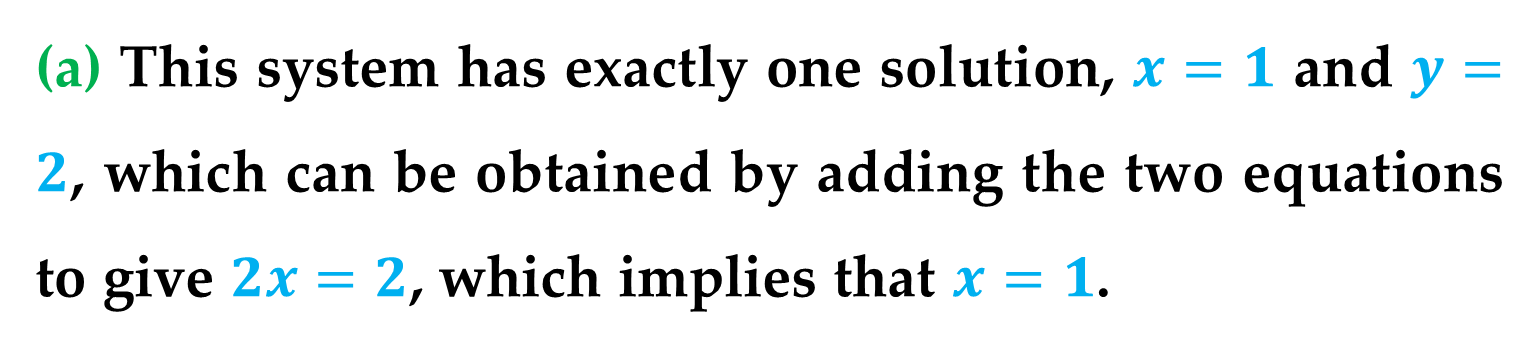 (a) This system has exactly one solution, x = 1 and y =
2, which can be obtained by adding the two equations
to give 2x = 2, which implies that x = 1.